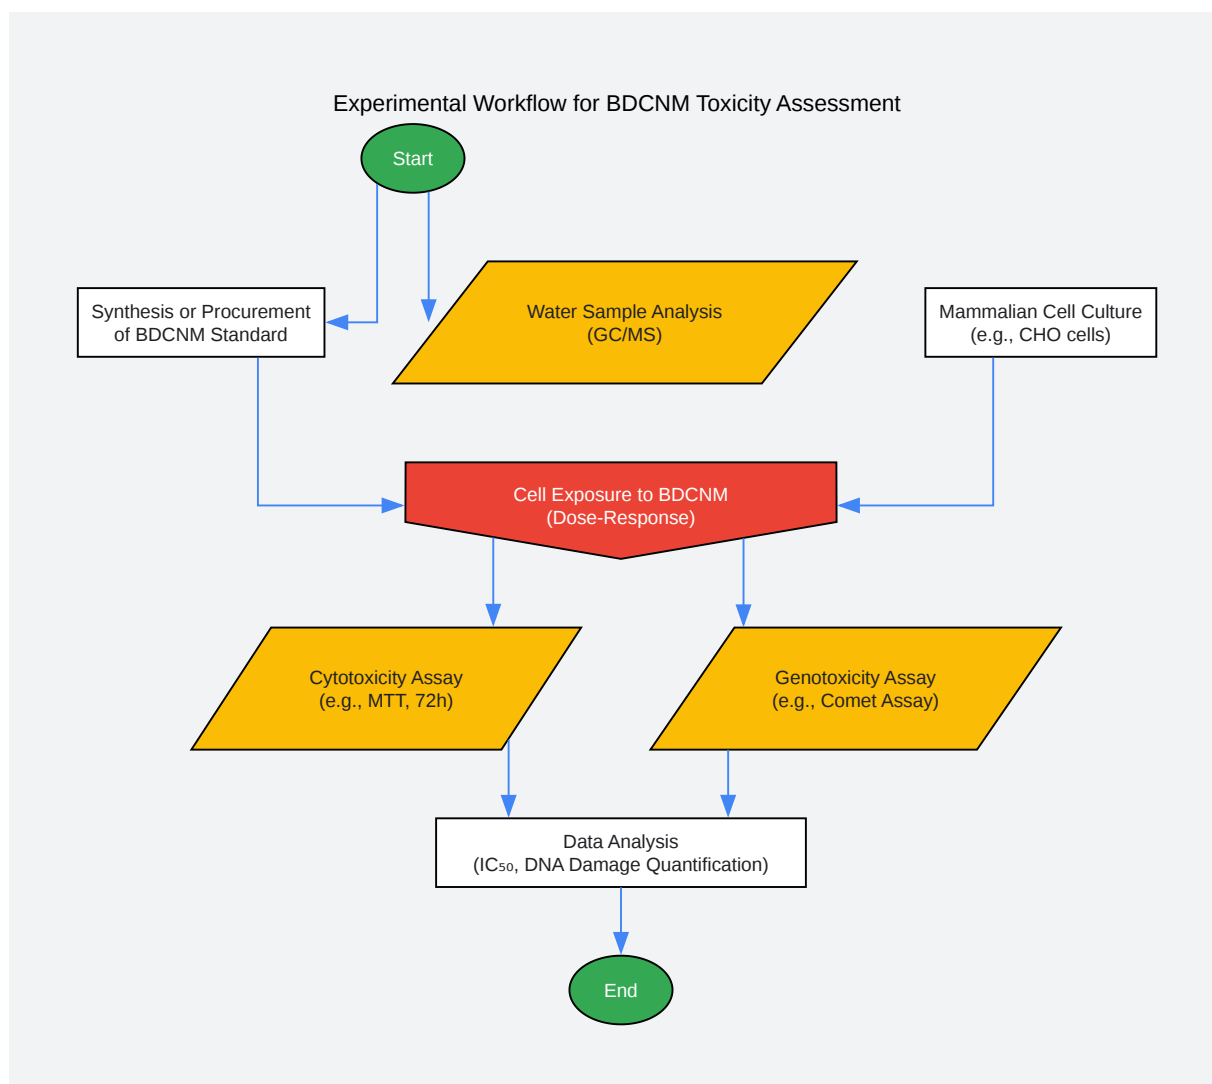 Experimental Workflow for BDCNM Toxicity Assessment
Start
Synthesis or Procurement
of BDCNM Standard
Water Sample Analysis
(GC/MS)
Mammalian Cell Culture
(e.g., CHO cells)
Cell Exposure to BDCNM
(Dose-Response)
Cytotoxicity Assay
(e.g., MTT, 72h)
Genotoxicity Assay
(e.g., Comet Assay)
Data Analysis
(IC₅₀, DNA Damage Quantification)
End